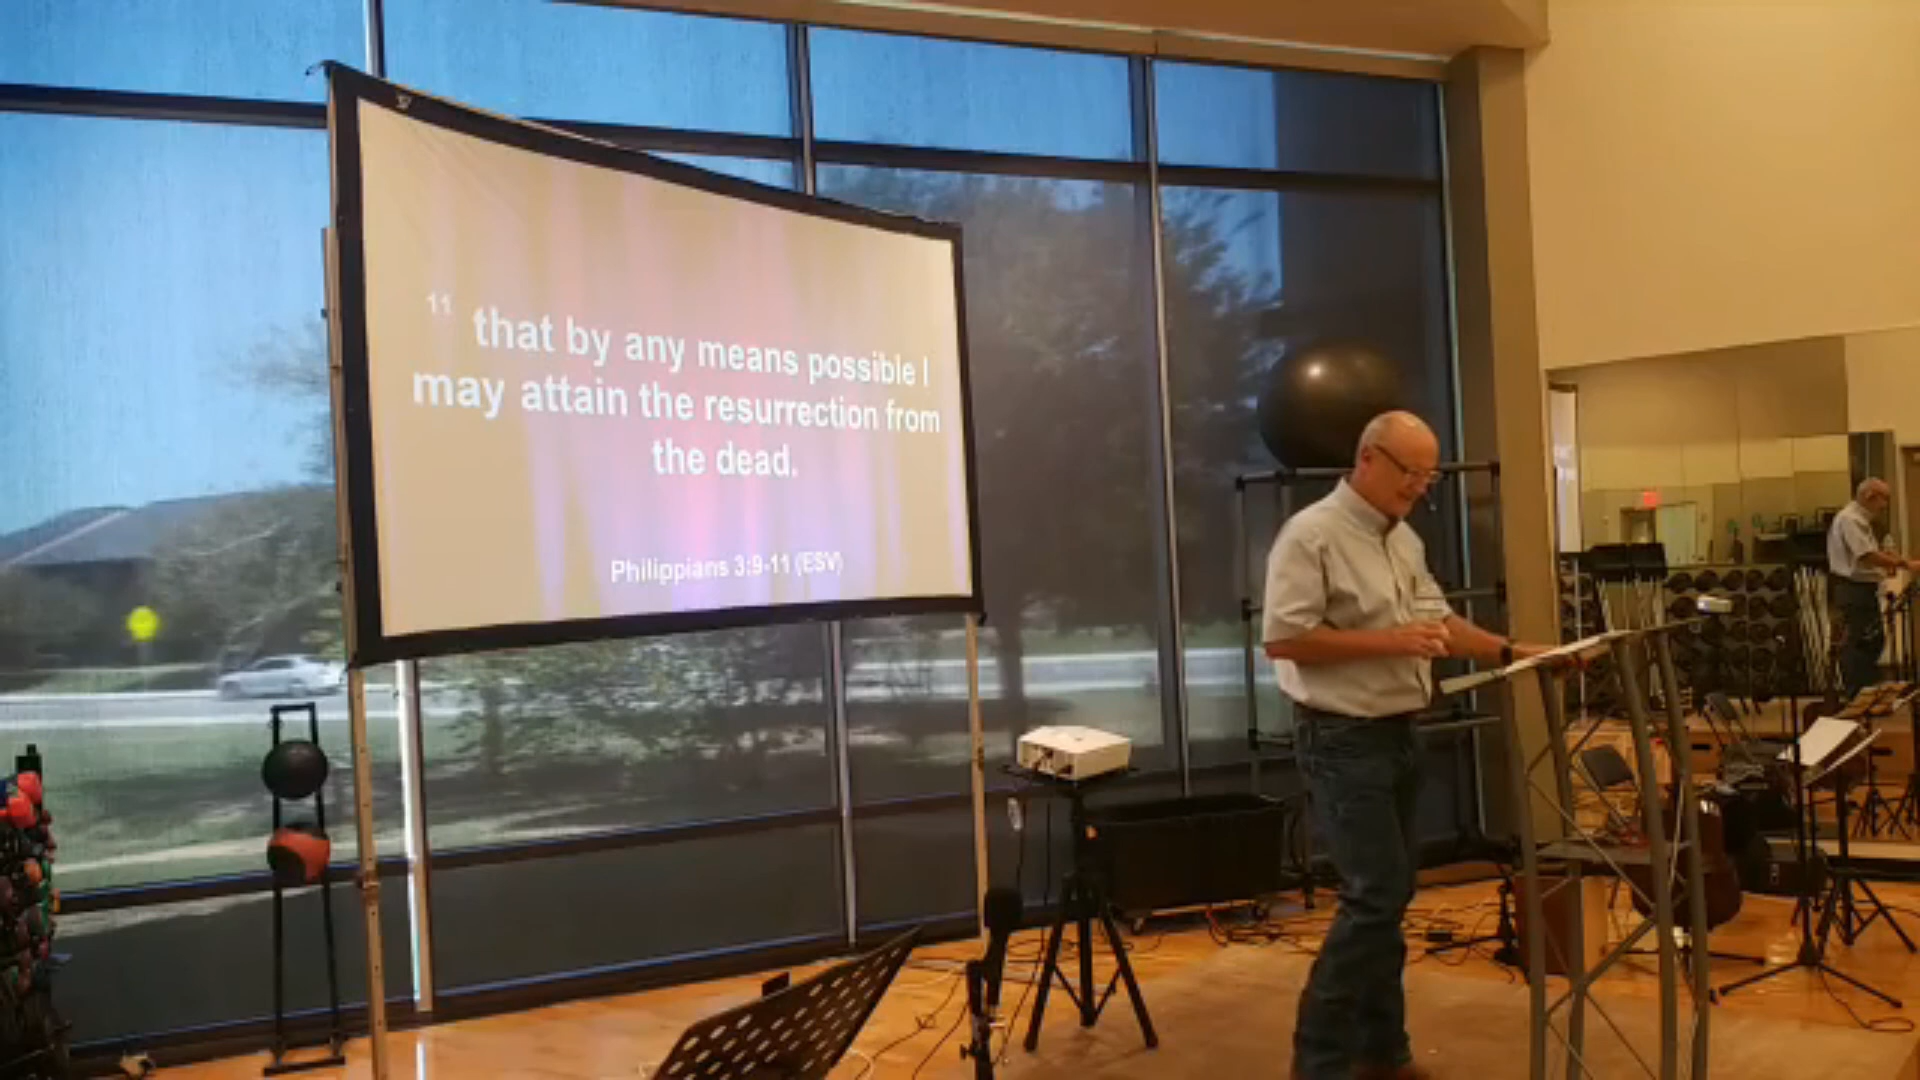 11 that by any means possible I
may attain the resurrection from
the dead.
Philippians 3:9-11 (ESV)